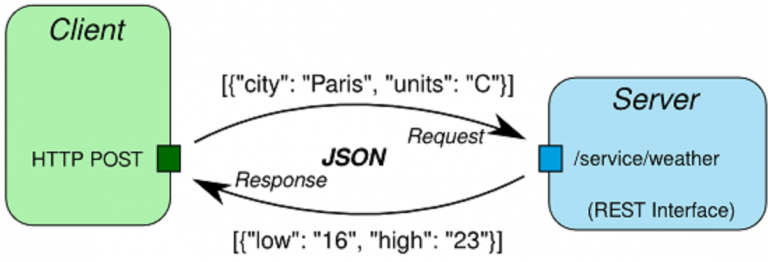 Client
[{"city": "Paris", "units": "C"}]
Server
Request
HTTP POST
JSON
/service/weather
Response
(REST Interface)
[{"low": "16", "high": "23"}]